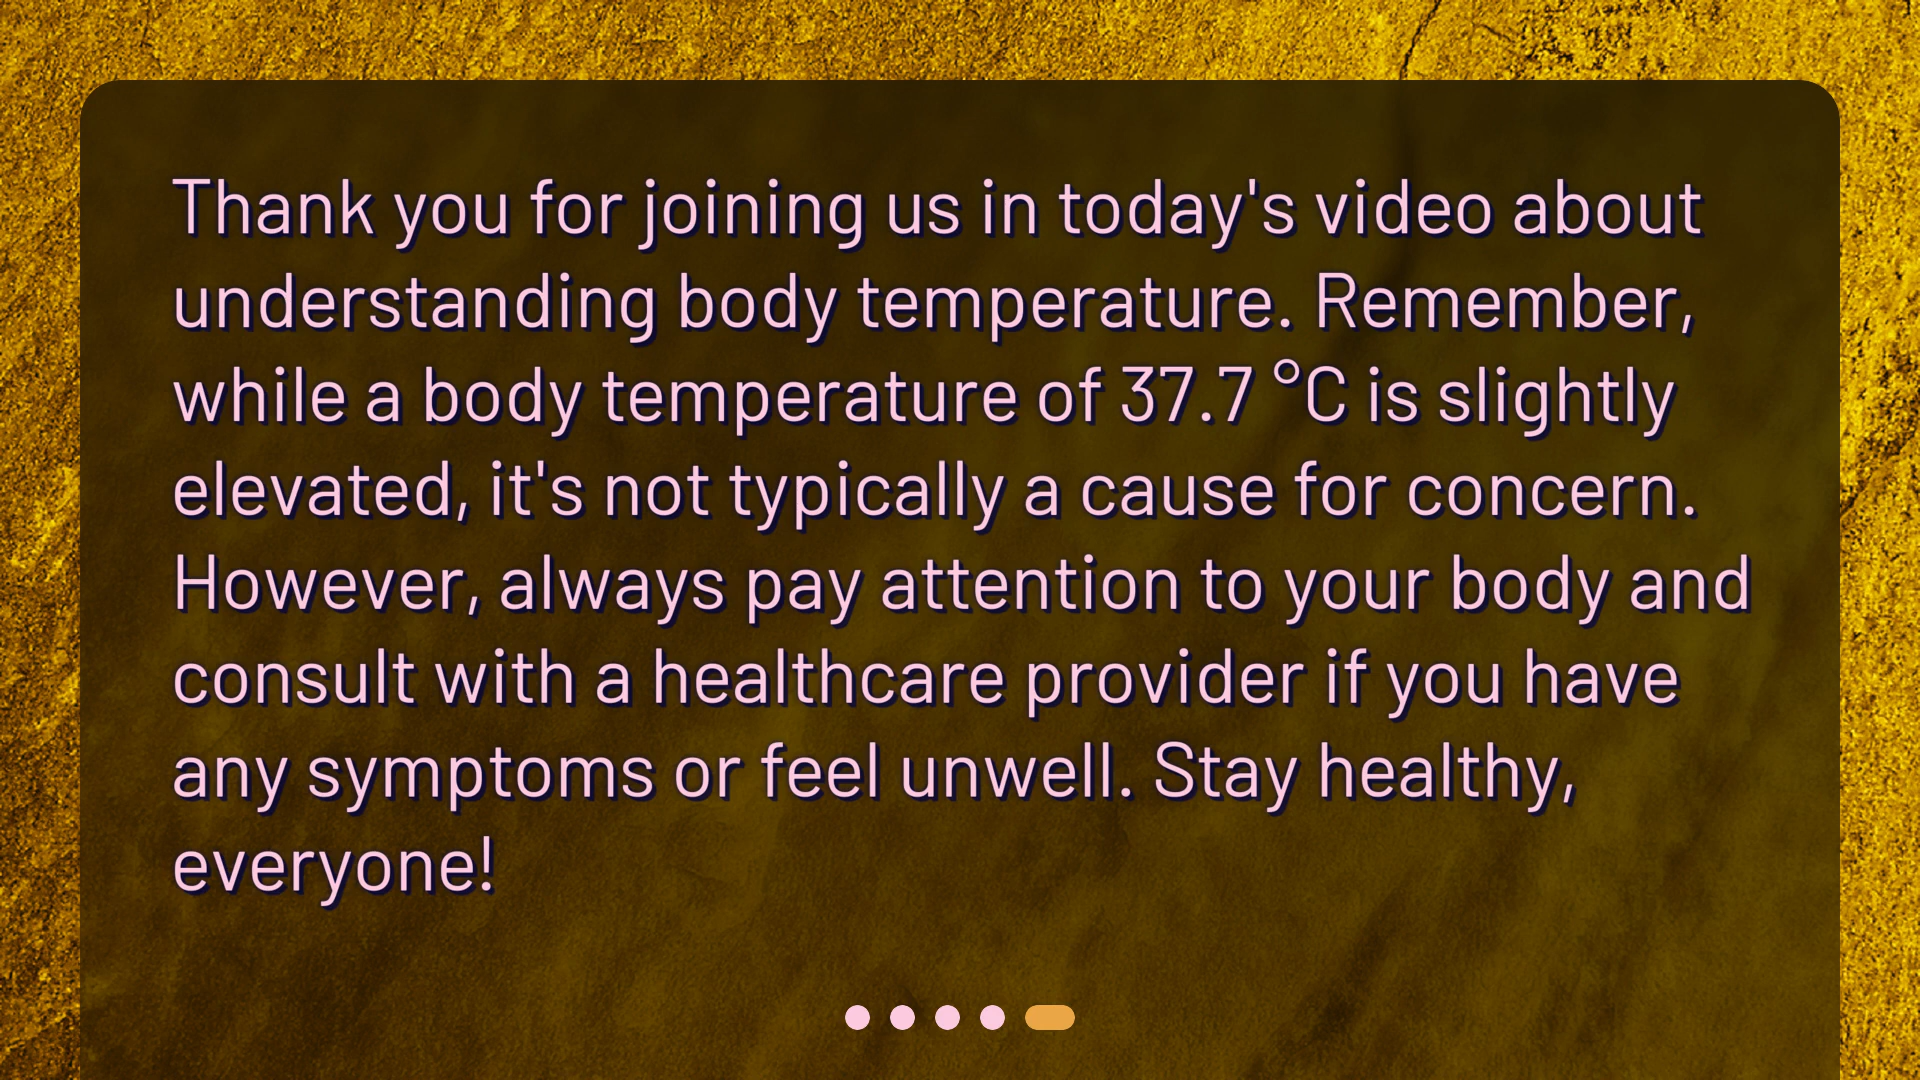 Thank you for joining us in today's video about
understanding body temperature. Remember,
while a body temperature of 37.7 °C is slightly
elevated, it's not typically a cause for concern.
However, always pay attention to your body and
consult with a healthcare provider if you have
any symptoms or feel unwell. Stay healthy,
everyone!